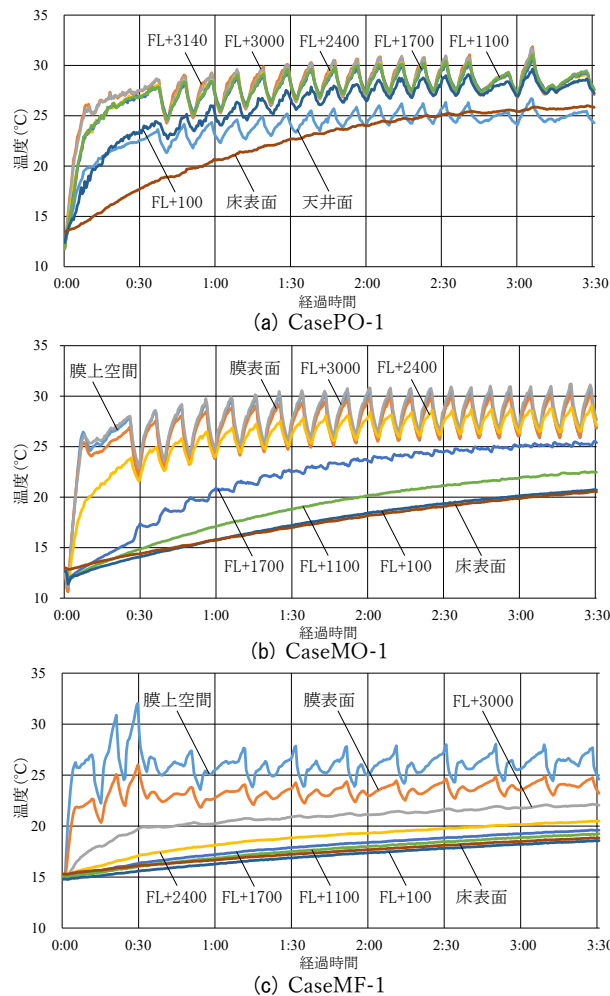 35
FL+3140
FL+3000
FL+2400
FL+1700
FL+1100
30
25
温度(℃)
20
15
FL+100
床表面
天井面
10
0:00
0:30
1:00
1:30
2:00
2:30
3:00
3:30
経過時間
(a) CasePO-1
35
膜上空間
膜表面
FL+3000
FL+2400
30
25
温度(℃)
20
15
FL+1700
FL+1100
FL+100
床表面
10
0:00
0:30
1:00
1:30
2:00
2:30
3:00
3:30
経過時間
(b) CaseMO-1
35
膜上空間
膜表面
FL+3000
30
25
温度(℃)
20
15
FL+2400
FL+1700
FL+1100
FL+100
床表面
10
0:00
0:30
1:00
1:30
2:00
2:30
3:00
3:30
経過時間
(c) CaseMF-1